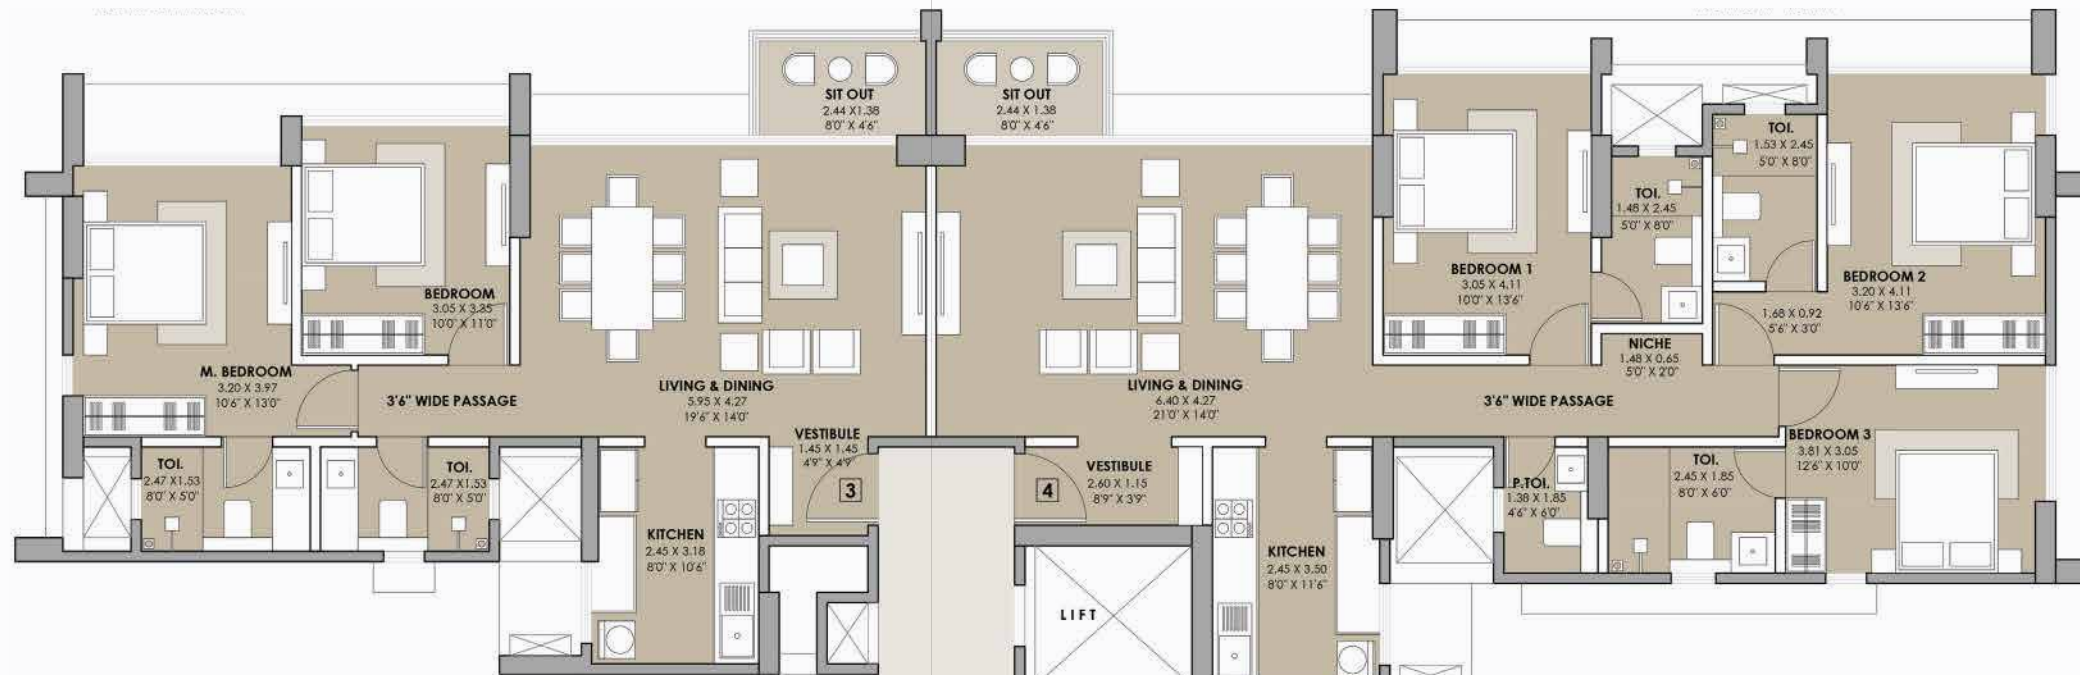 SIT OUT
2.44 X1.38
8'0" X 4'6"
SIT OUT
2.44 X 1.38
8'0" X 4'6"
BEDROOM
3.05 X 3.35
10'0" X 11'0"
M. BEDROOM
3.20 X 3.97
10'6" X 13'0"
3'6" WIDE PASSAGE
LIVING & DINING
5.95 X 4.27
19'6" X 14'0"
VESTIBULE
1.45 X 1.45
4'9" X 4'9"
3
TOI.
2.47 X1.53
8'0" X 5'0"
TOI.
2.47 X1.53
8'0" X 5'0"
KITCHEN
2.45 X 3.18
8'0" X 10'6"
LIVING & DINING
6.40 X 4.27
21'0" X 14'0"
4
VESTIBULE
2.60 X 1.15
8'9" X 3'9"
LIFT
KITCHEN
2.45 X 3.50
8'0" X 11'6"
BEDROOM 1
3.05 X 4.11
10'0" X 13'6"
TOI.
1.48 X 2.45
5'0" X 8'0"
TOI.
1.53 X 2.45
5'0" X 8'0"
BEDROOM 2
3.20 X 4.11
10'6" X 13'6"
1.68 X 0.92
5'6" X 3'0"
NICHE
1.48 X 0.65
5'0" X 2'0"
3'6" WIDE PASSAGE
BEDROOM 3
3.81 X 3.05
12'6" X 10'0"
P.TOI.
1.38 X 1.85
4'6" X 6'0"
TOI.
2.45 X 1.85
8'0" X 6'0"